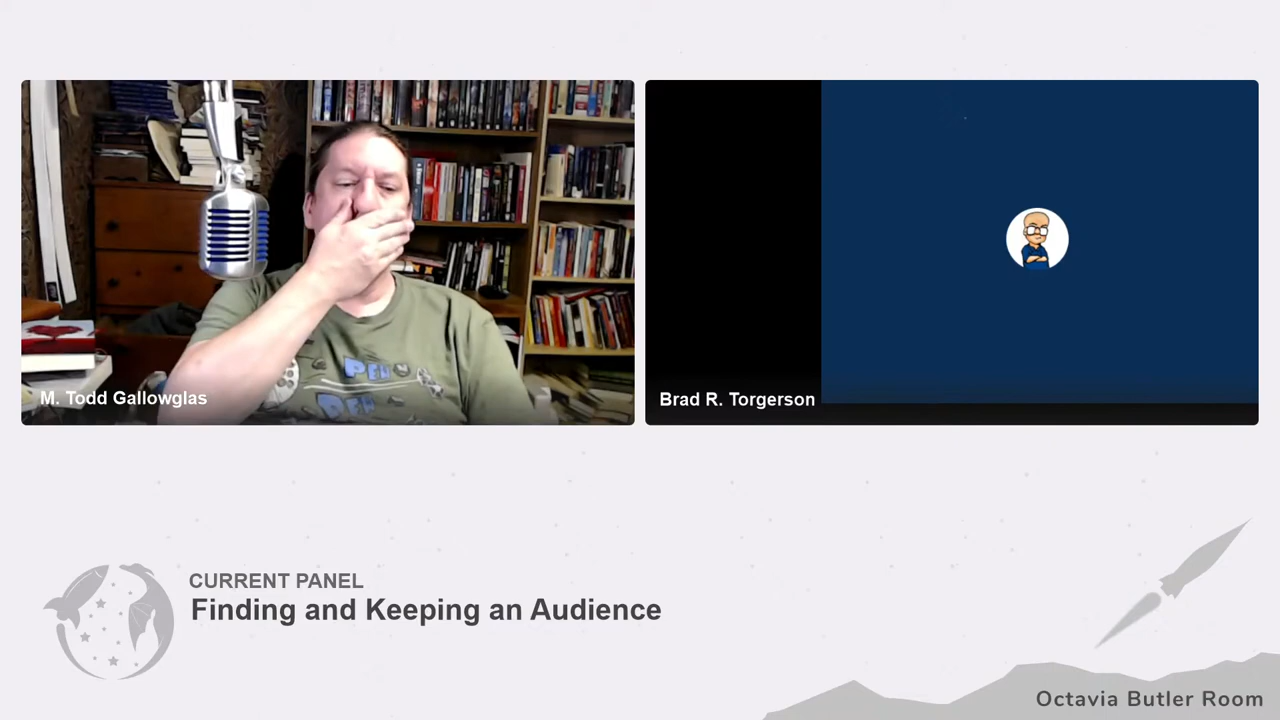 M. Todd Gallowglas
Brad R. Torgerson
CURRENT PANEL
Finding and Keeping an Audience
Octavia Butler Room